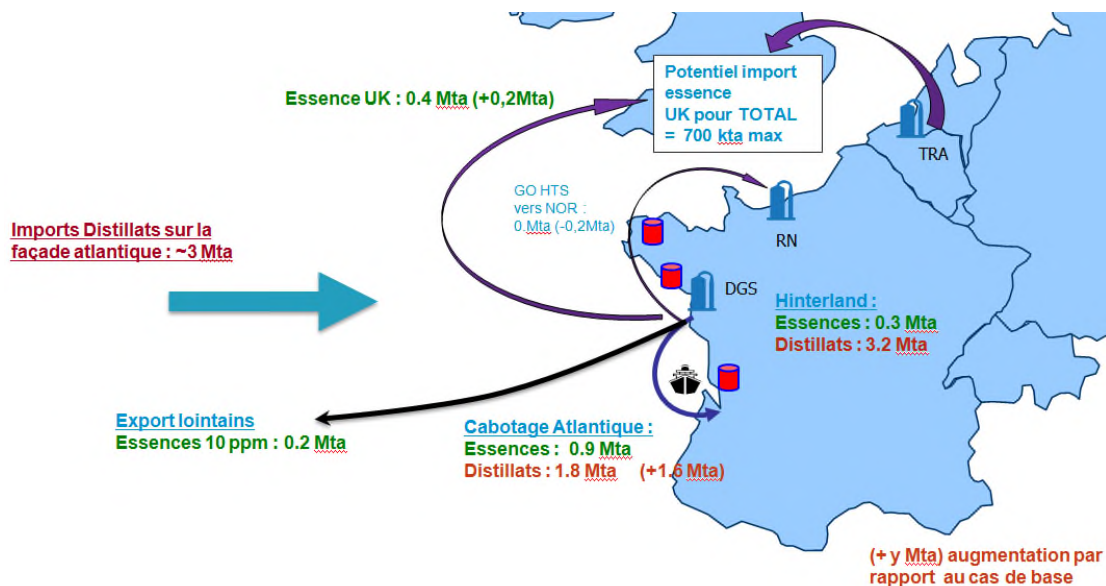 Potentiel import
essence
UK pour TOTAL
= 700 kta max
Essence UK : 0.4 Mta (+0,2Mta)
TRA
GO HTS
vers NOR :
0.Mta (-0,2Mta)
RN
Imports Distillats sur la
façade atlantique : ~3 Mta
DGS
Hinterland :
Essences : 0.3 Mta
Distillats : 3.2 Mta
Export lointains
Essences 10 ppm : 0.2 Mta
Cabotage Atlantique :
Essences : 0.9 Mta
Distillats : 1.8 Mta (+1.6 Mta)
(+ y Mta) augmentation par
rapport au cas de base